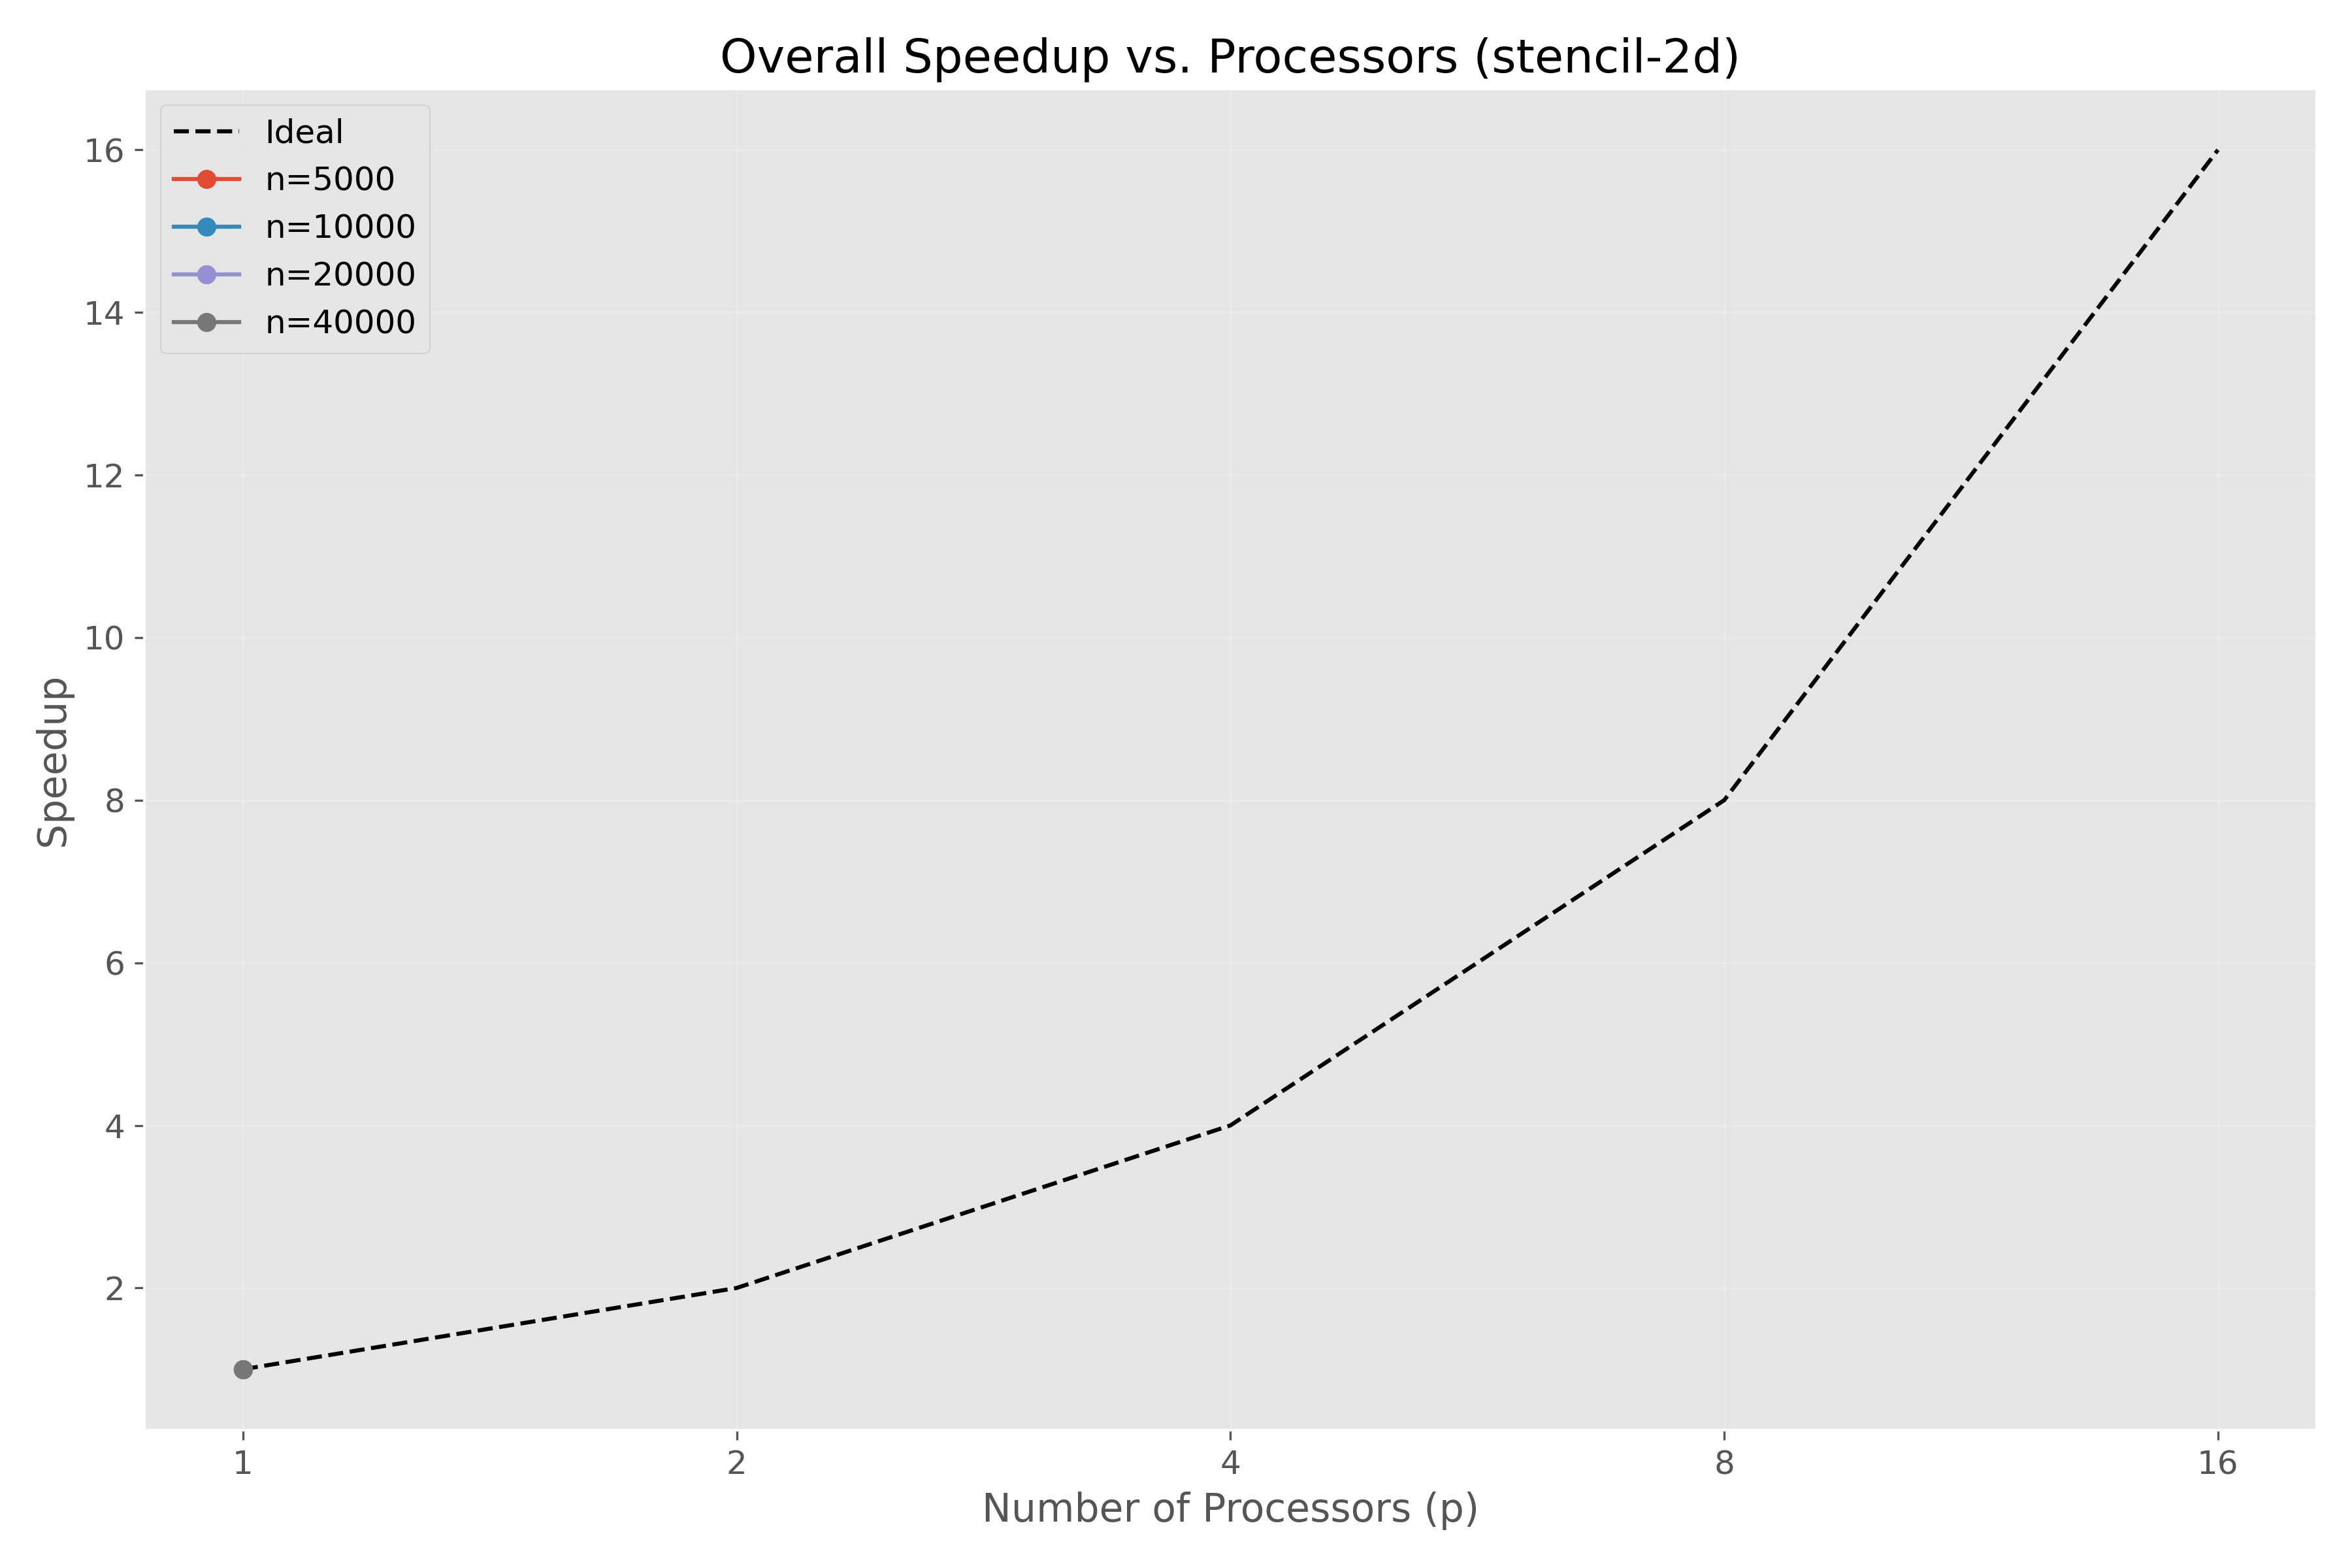 Overall Speedup vs. Processors (stencil-2d)
Ideal
n=5000
n=10000
n=20000
n=40000
16
14
12
10
8
6
4
2
Speedup
1 2 4 8 16
Number of Processors (p)